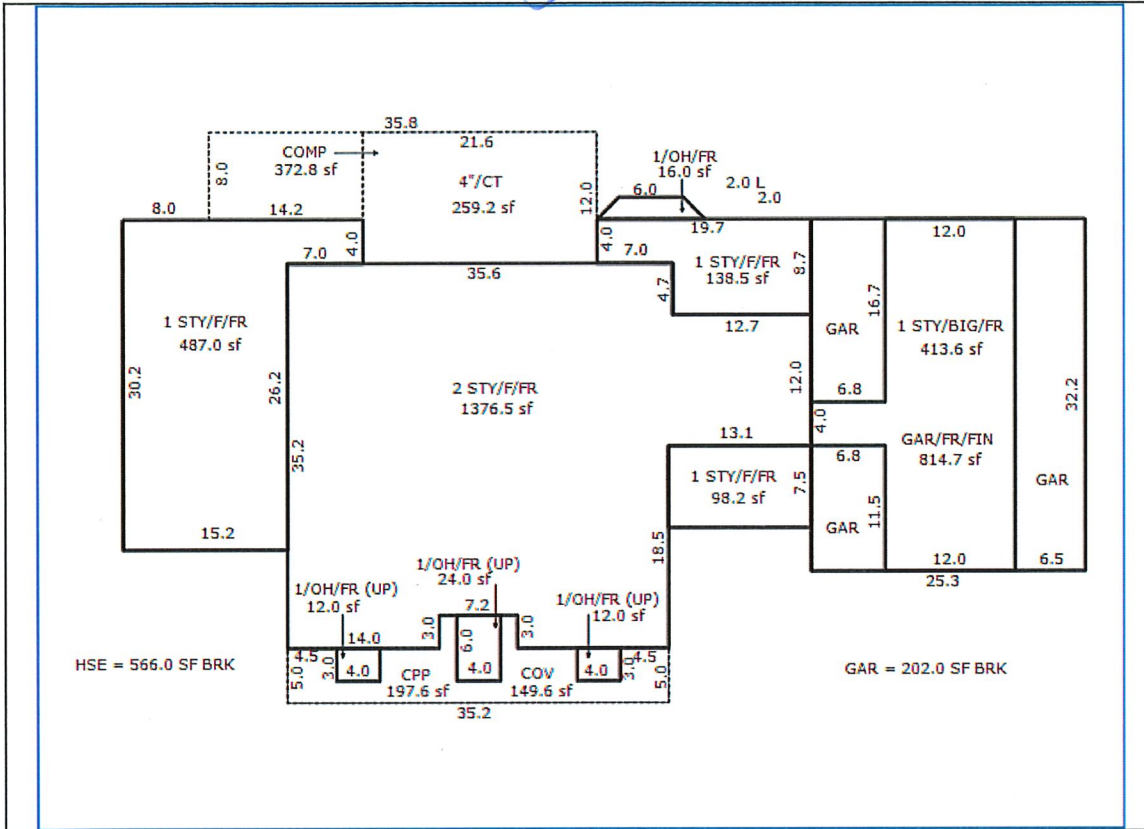 35.8
21.6
COMP
372.8 sf
8.0
4"/CT
259.2 sf
12.0
1/OH/FR
16.0 sf
6.0
2.0 L
2.0
8.0
14.2
4.0
7.0
35.6
4.0
7.0
19.7
1 STY/F/FR
138.5 sf
8.7
4.7
12.7
12.0
16.7
GAR
1 STY/BIG/FR
413.6 sf
1 STY/F/FR
487.0 sf
30.2
26.2
35.2
15.2
2 STY/F/FR
1376.5 sf
12.0
6.8
4.0
32.2
13.1
6.8
GAR/FR/FIN
814.7 sf
1 STY/F/FR
98.2 sf
7.5
GAR
11.5
GAR
18.5
12.0
6.5
25.3
1/OH/FR (UP)
24.0 sf
1/OH/FR (UP)
12.0 sf
1/OH/FR (UP)
12.0 sf
7.2
14.0
3.0
6.0
3.0
4.5
5.0
3.0
4.0
CPP
197.6 sf
4.0
COV
149.6 sf
4.0
3.0
4.5
5.0
35.2
HSE = 566.0 SF BRK
GAR = 202.0 SF BRK